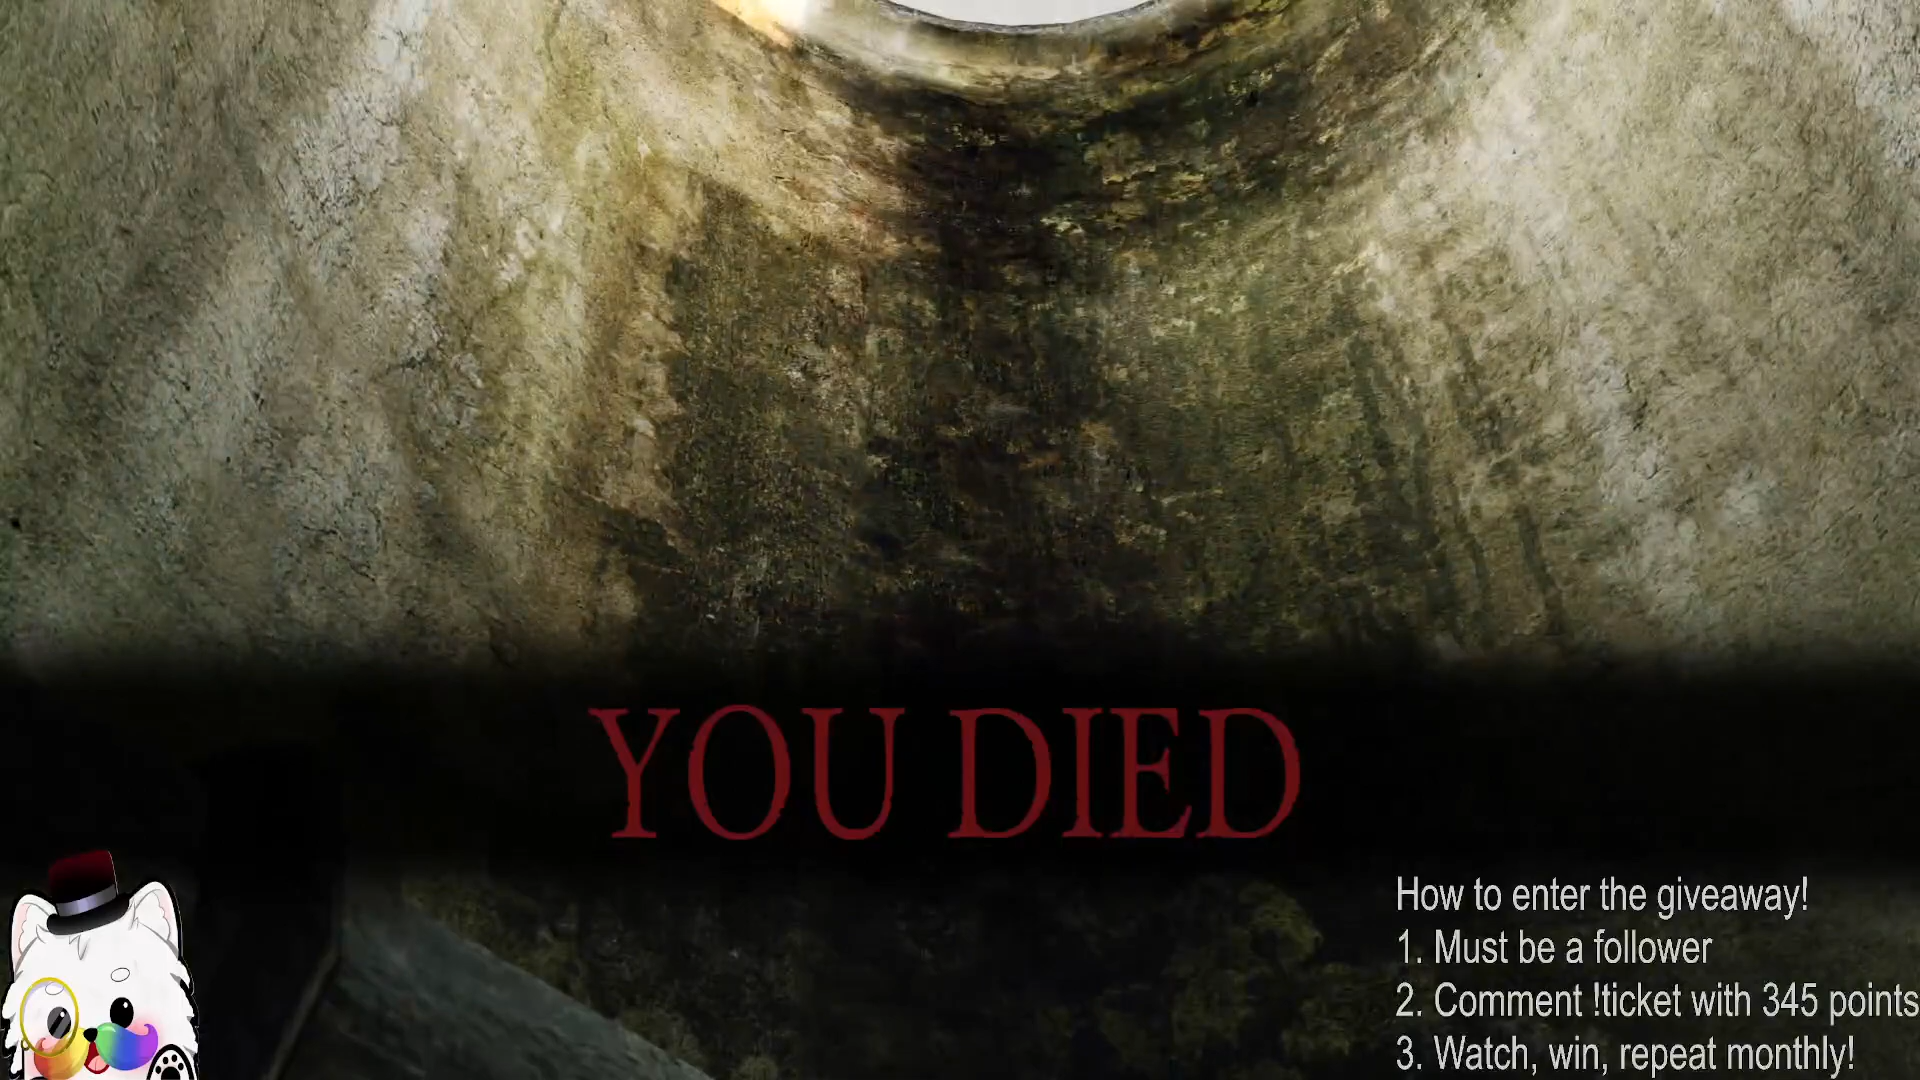 YOU DIED
How to enter the giveaway!
1. Must be a follower
2. Comment !ticket with 345 points
3. Watch, win, repeat monthly!